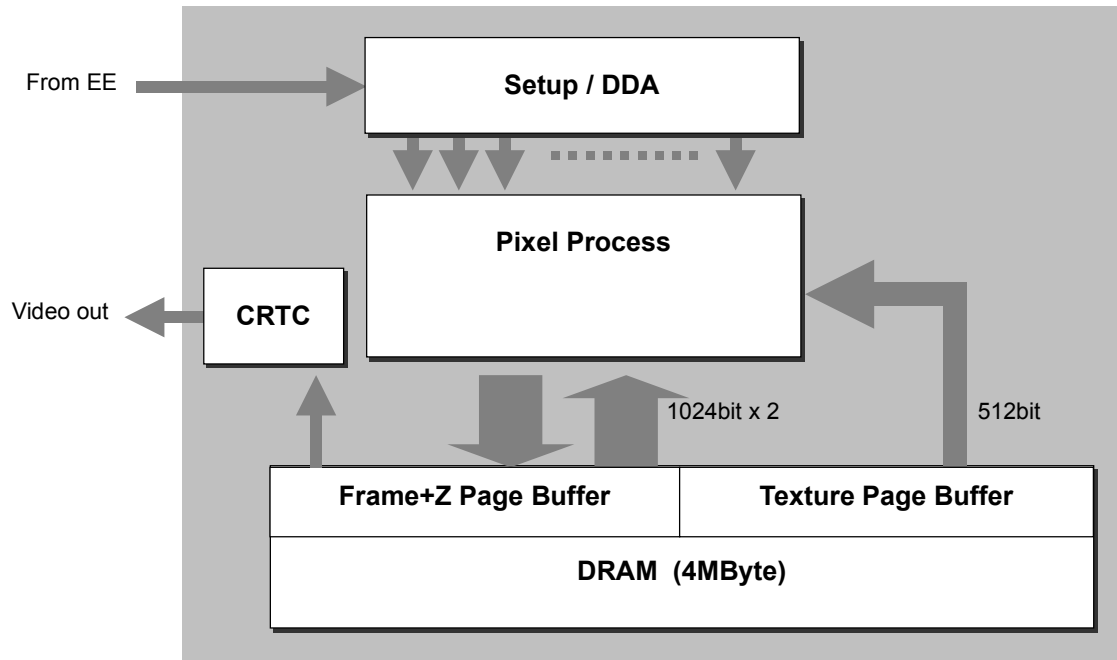 From EE
Setup / DDA
Pixel Process
Video out
CRTC
1024bit x 2
512bit
Frame+Z Page Buffer
Texture Page Buffer
DRAM (4MByte)